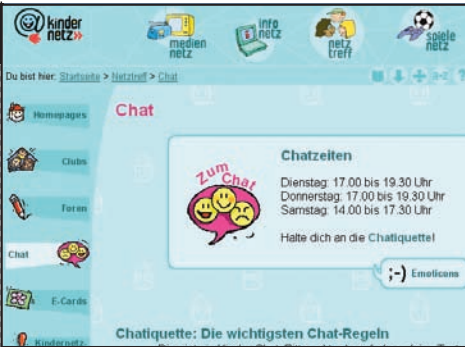 kinder
netz»
medien
netz
info
netz
netz
treff
spiele
netz
Du bist hier: Startseite > Netztreff > Chat
a-z ?
Homepages
Chat
Clubs
Chatzeiten
Zum
Chat
Dienstag: 17.00 bis 19.30 Uhr
Donnerstag: 17.00 bis 19.30 Uhr
Samstag: 14.00 bis 17.30 Uhr
Foren
Halte dich an die Chatiquette!
Chat
;-) Emoticons
E-Cards
Chatiquette: Die wichtigsten Chat-Regeln
Kindernetz-